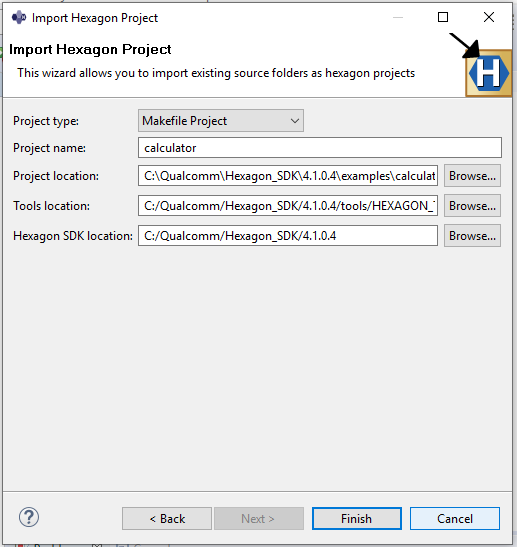 Import Hexagon Project
Import Hexagon Project
This wizard allows you to import existing source folders as hexagon projects
H
Project type:
Makefile Project
Project name:
calculator
Project location:
C:\Qualcomm\Hexagon_SDK\4.1.0.4\examples\calculat
Browse...
Tools location:
C:/Qualcomm/Hexagon_SDK/4.1.0.4/tools/HEXAGON_
Browse...
Hexagon SDK location:
C:/Qualcomm/Hexagon_SDK/4.1.0.4
Browse...
?
< Back
Next >
Finish
Cancel